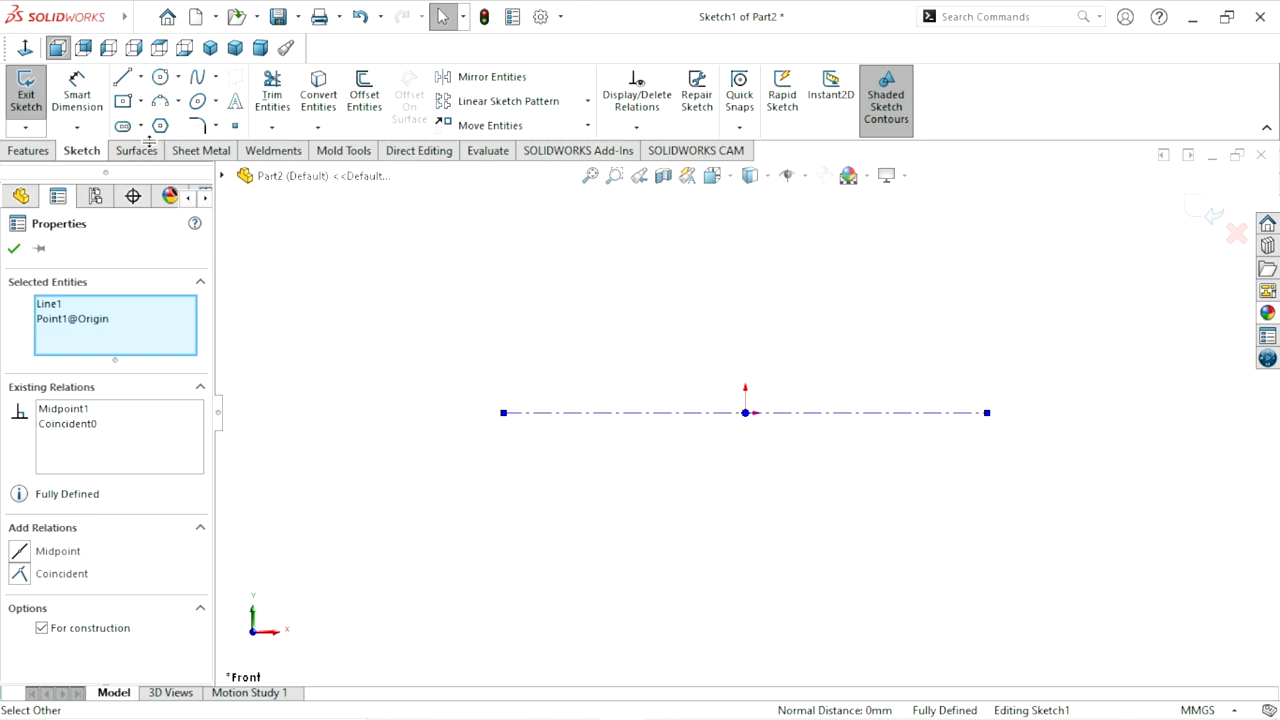 SOLIDWORKS
Sketch1 of Part2 *
Search Commands
Exit Sketch
Smart Dimension
Trim Entities
Convert Entities
Offset Entities
Offset On Surface
Mirror Entities
Linear Sketch Pattern
Move Entities
Display/Delete Relations
Repair Sketch
Quick Snaps
Rapid Sketch
Instant2D
Shaded Sketch Contours
Features
Sketch
Surfaces
Sheet Metal
Weldments
Mold Tools
Direct Editing
Evaluate
SOLIDWORKS Add-Ins
SOLIDWORKS CAM
Part2 (Default) <<Default...
Properties
Selected Entities
Line1
Point1@Origin
Existing Relations
Midpoint1
Coincident0
Fully Defined
Add Relations
Midpoint
Coincident
Options
For construction
Y
X
*Front
Model
3D Views
Motion Study 1
Select Other
Normal Distance: 0mm
Fully Defined
Editing Sketch1
MMGS